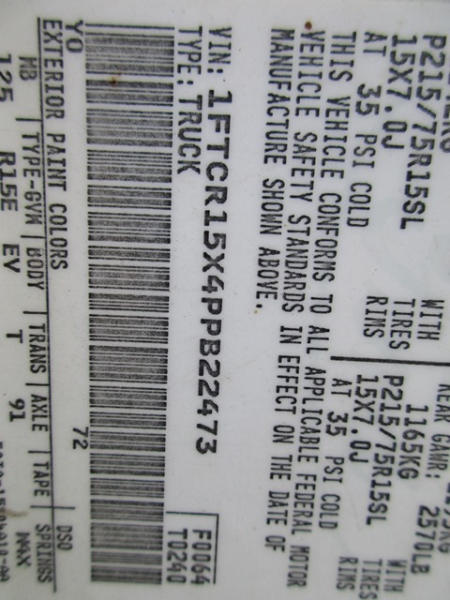 REAR GAWR:
1165KG 2570LB
P215/75R15SL WITH
15X7.0J TIRES
AT 35 PSI COLD RIMS
P215/75R15SL WITH
15X7.0J TIRES
AT 35 PSI COLD RIMS
THIS VEHICLE CONFORMS TO ALL APPLICABLE FEDERAL MOTOR
VEHICLE SAFETY STANDARDS IN EFFECT ON THE DATE OF
MANUFACTURE SHOWN ABOVE.
VIN: 1FTCR15X4PPB22473
TYPE: TRUCK
F0064
T0240
YO 72
EXTERIOR PAINT COLORS DSO
WB | TYPE-GVW | BODY | TRANS | AXLE | TAPE SPRINGS
125 R15E EV T 91 M4X